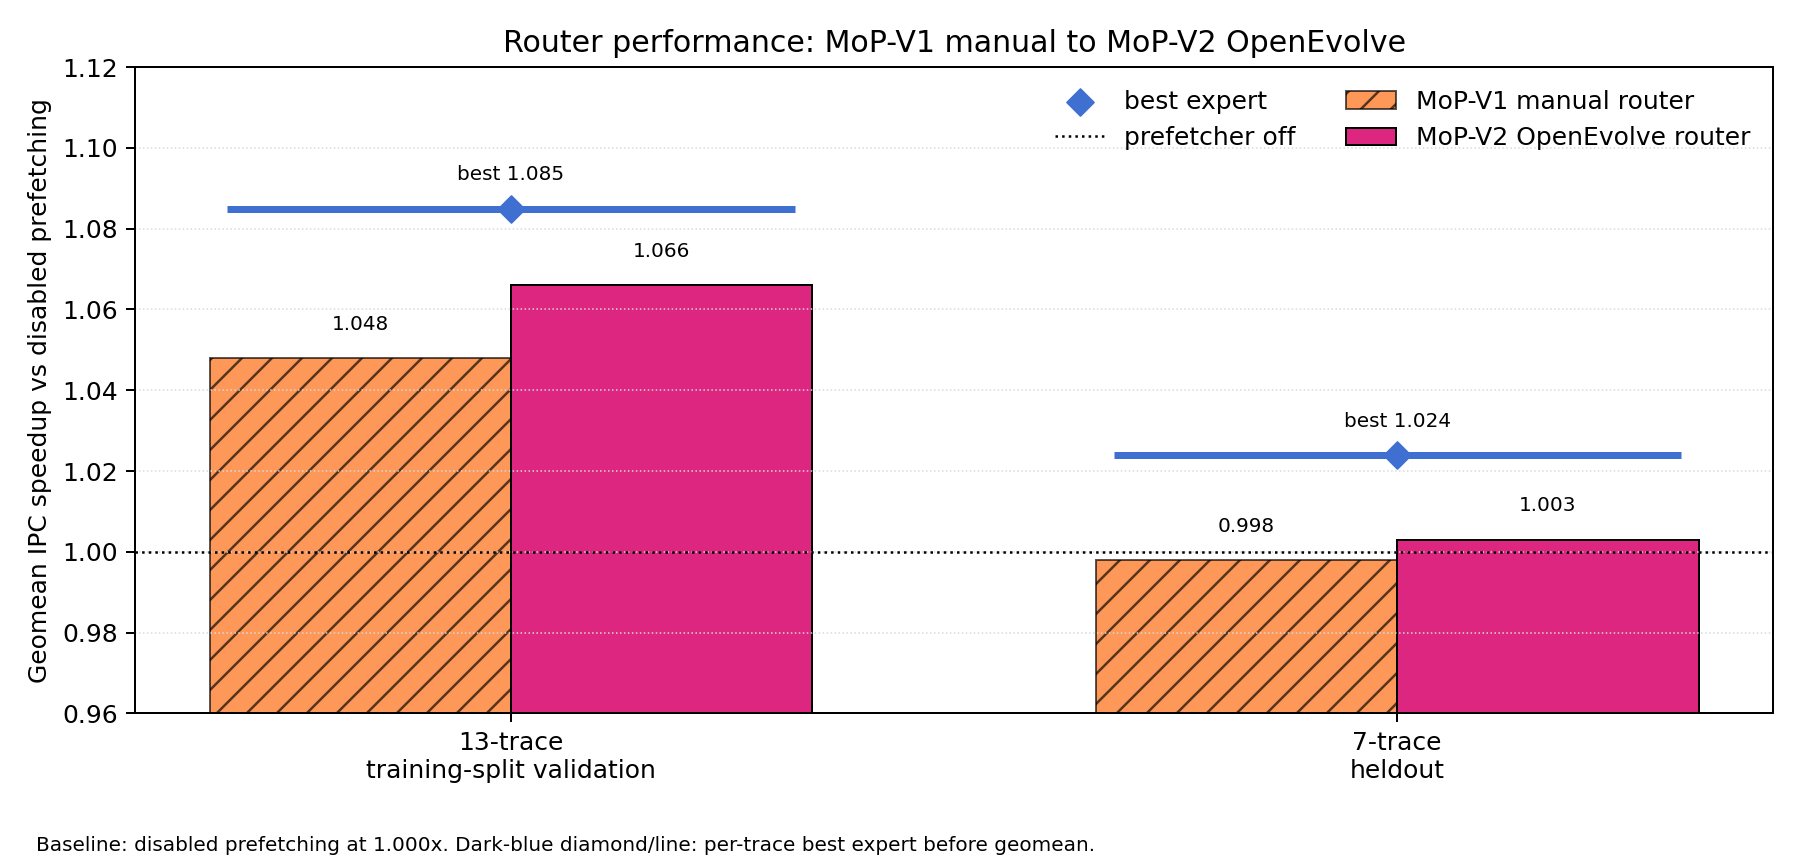 Router performance: MoP-V1 manual to MoP-V2 OpenEvolve
Geomean IPC speedup vs disabled prefetching
1.12
1.10
1.08
1.06
1.04
1.02
1.00
0.98
0.96
best expert
prefetcher off
MoP-V1 manual router
MoP-V2 OpenEvolve router
best 1.085
1.066
1.048
best 1.024
1.003
0.998
13-trace
training-split validation
7-trace
heldout
Baseline: disabled prefetching at 1.000x. Dark-blue diamond/line: per-trace best expert before geomean.